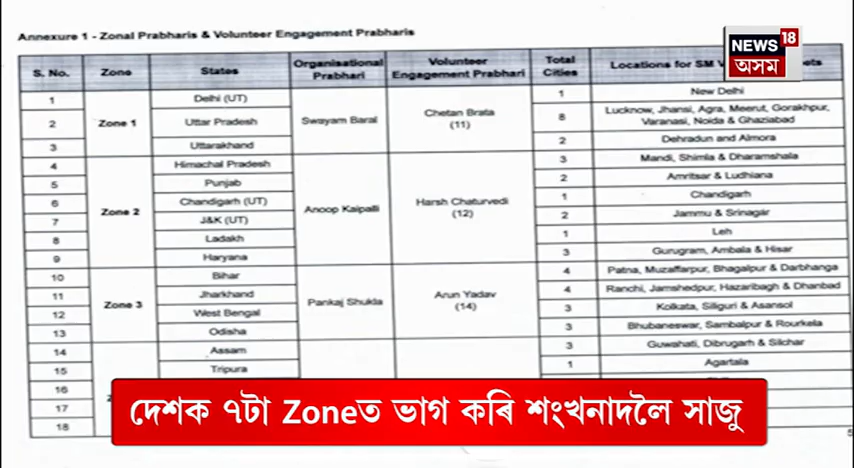 Annexure 1 - Zonal Prabharis & Volunteer Engagement Prabharis
NEWS 18
অসম
S. No. Zone States Organisational Prabhari Volunteer Engagement Prabhari Total Cities Locations for SM
1 Delhi (UT) 1 New Delhi
2 Zone 1 Uttar Pradesh Swayam Baral Chetan Brata (11) 8 Lucknow, Jhansi, Agra, Meerut, Gorakhpur, Varanasi, Noida & Ghaziabad
3 Uttarakhand 2 Dehradun and Almora
4 Himachal Pradesh 3 Mandi, Shimla & Dharamshala
5 Punjab 2 Amritsar & Ludhiana
6 Zone 2 Chandigarh (UT) Anoop Kaipalli Harsh Chaturvedi (12) 1 Chandigarh
7 J&K (UT) 2 Jammu & Srinagar
8 Ladakh 1 Leh
9 Haryana 3 Gurugram, Ambala & Hisar
10 Bihar 4 Patna, Muzaffarpur, Bhagalpur & Darbhanga
11 Zone 3 Jharkhand Pankaj Shukla Arun Yadav (14) 4 Ranchi, Jamshedpur, Hazaribagh & Dhanbad
12 West Bengal 3 Kolkata, Siliguri & Asansol
13 Odisha 3 Bhubaneswar, Sambalpur & Rourkela
14 Assam 3 Guwahati, Dibrugarh & Silchar
15 Tripura 1 Agartala
16
17
18
দেশক ৭টা Zoneত ভাগ কৰি শংখনাদলৈ সাজু